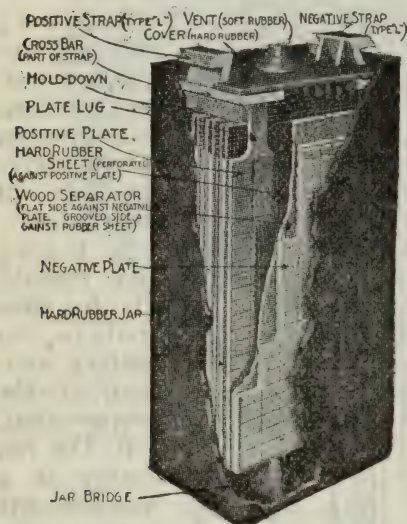 POSITIVE STRAP (TYPE "L")
VENT (SOFT RUBBER)
NEGATIVE STRAP
(TYPE "L")
COVER (HARD RUBBER)
CROSS BAR
(PART OF STRAP)
HOLD-DOWN
PLATE LUG
POSITIVE PLATE
HARD RUBBER
SHEET (PERFORATE
(AGAINST POSITIVE PLATE)
WOOD SEPARATOR
(FLAT SIDE AGAINST NEGATIVE
PLATE. GROOVED SIDE A
GAINST RUBBER SHEET)
NEGATIVE PLATE
HARD RUBBER JAR
JAR BRIDGE